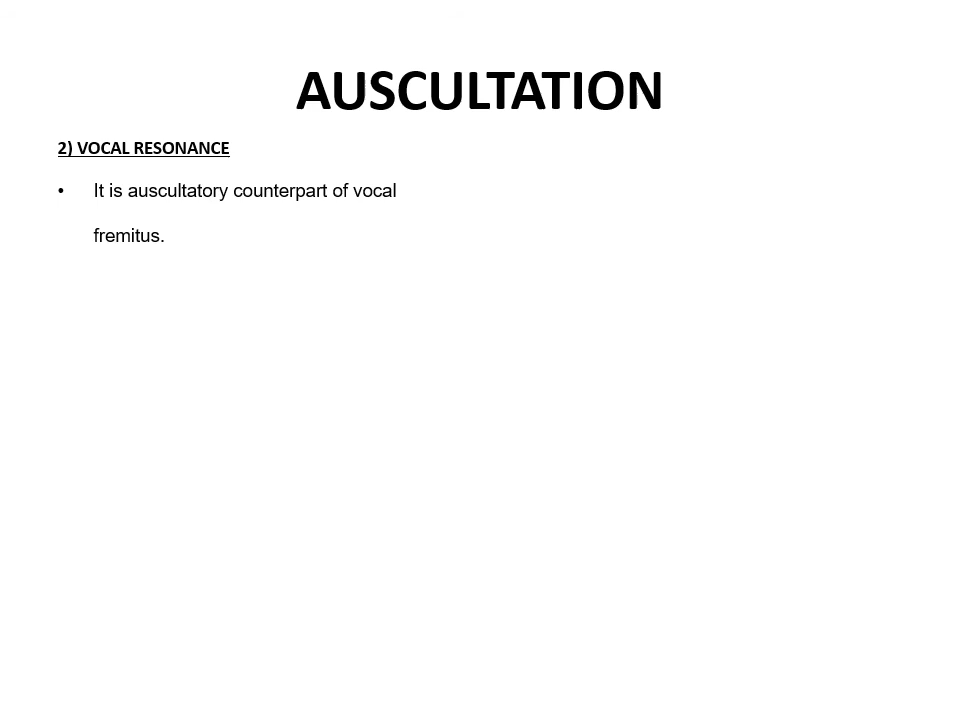 AUSCULTATION
2) VOCAL RESONANCE
• It is auscultatory counterpart of vocal
fremitus.